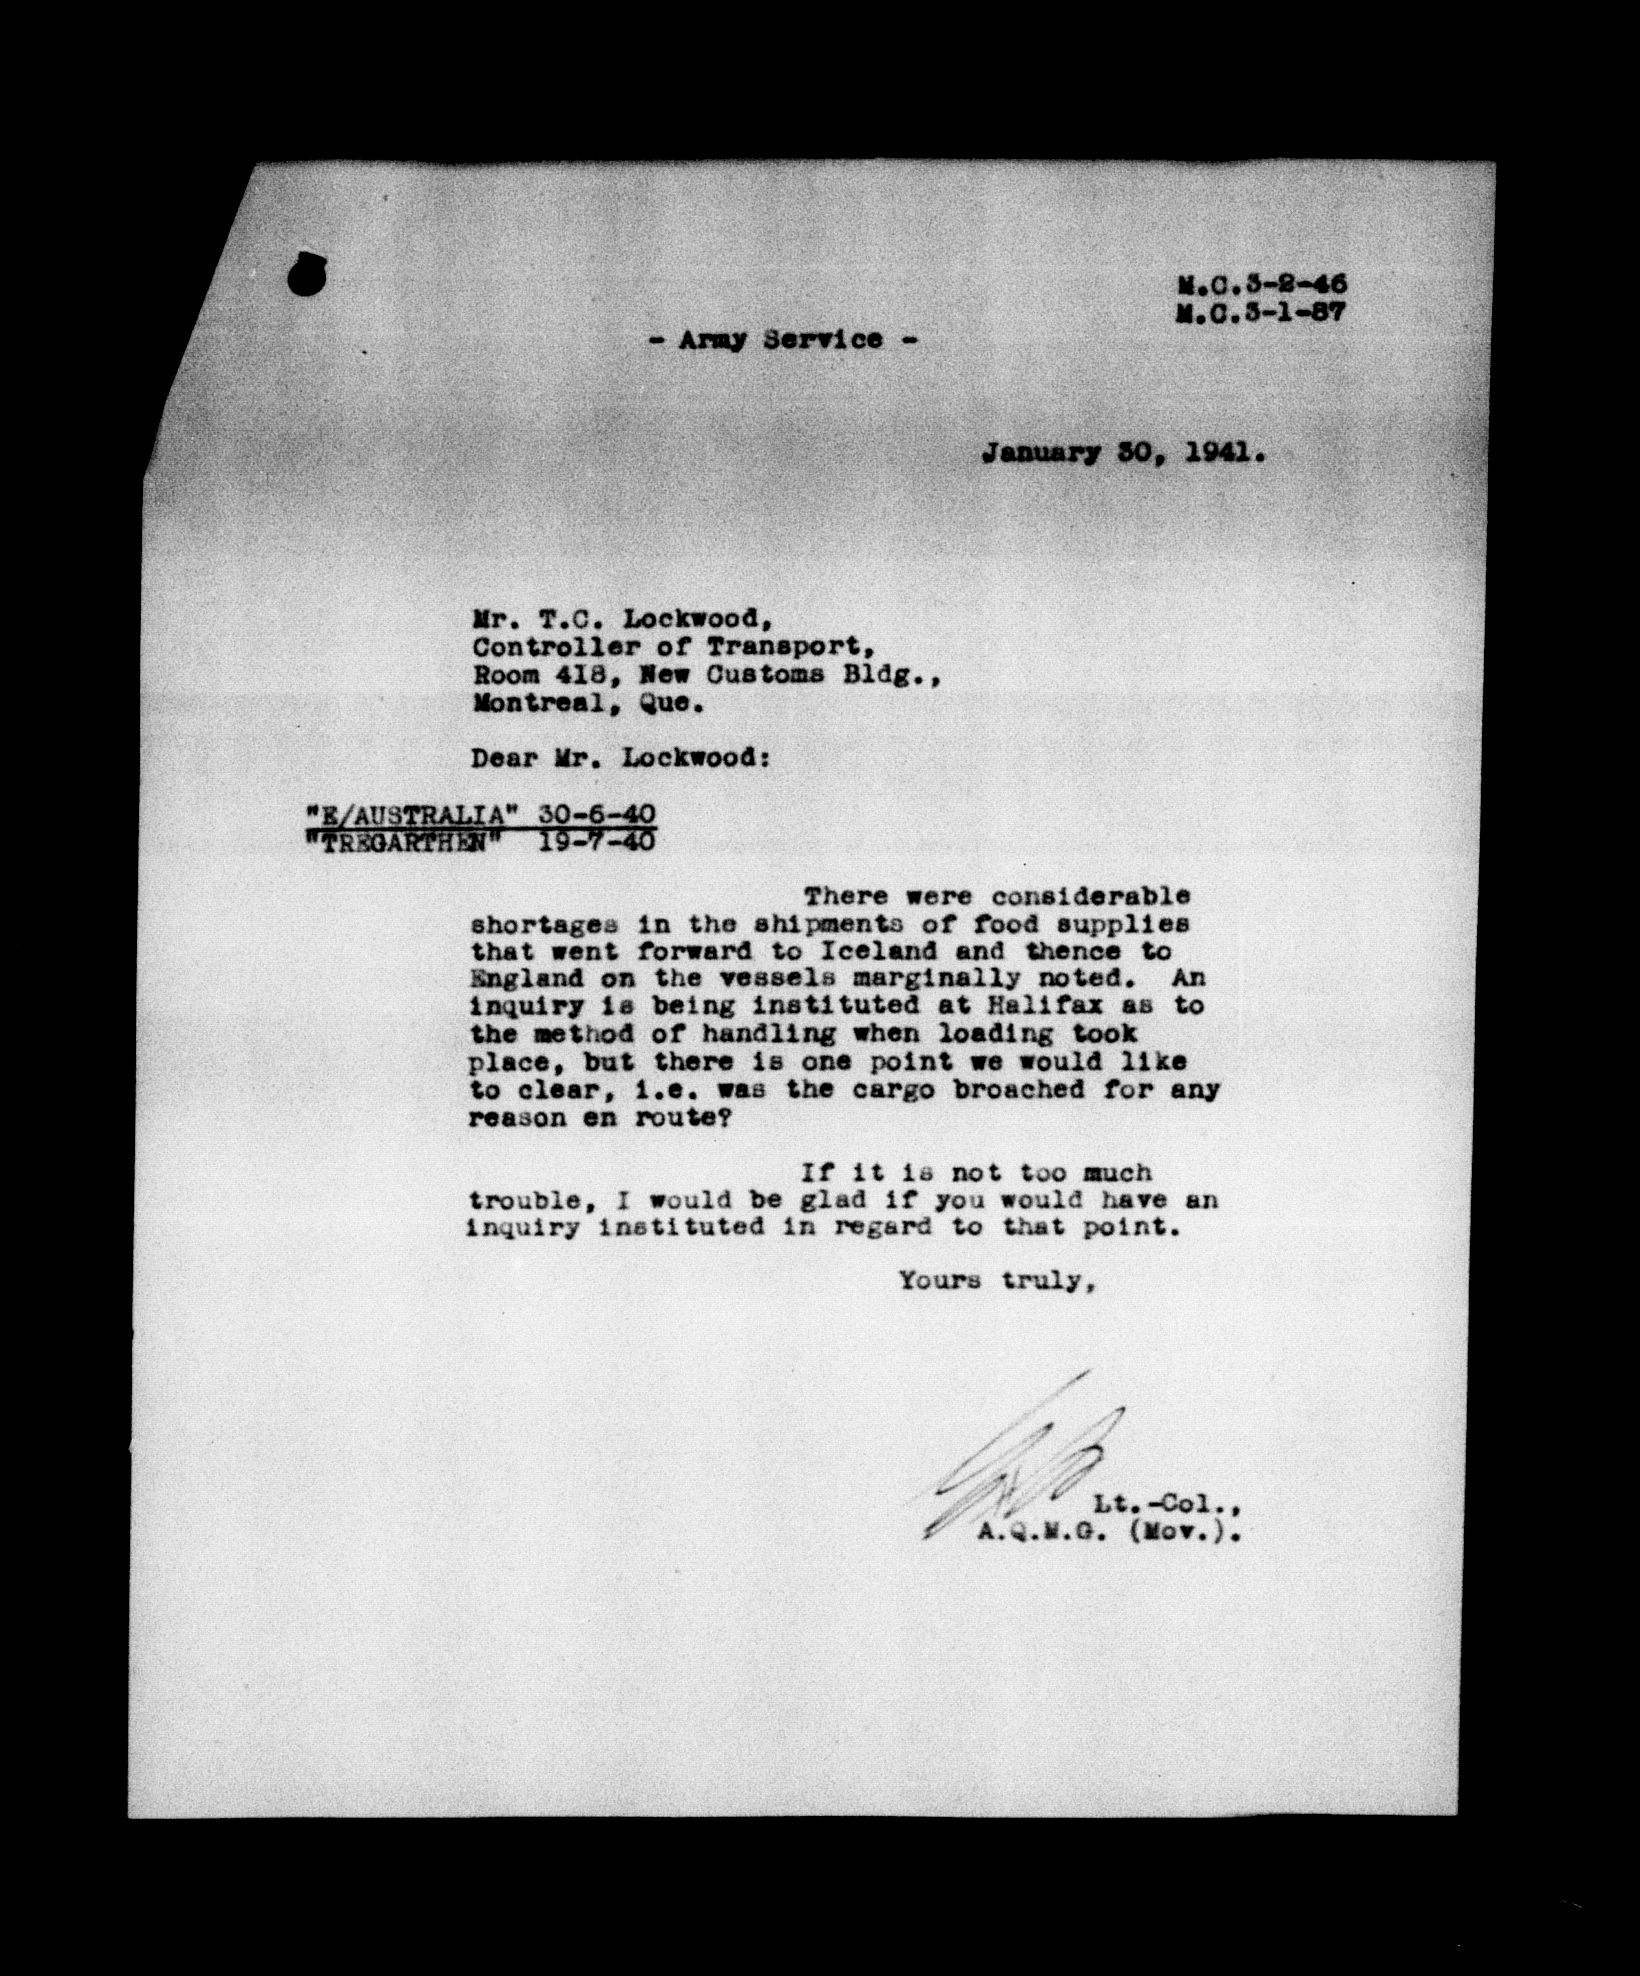 M.C.3-2-46
M.C.3-1-87
- Army Service -
January 30, 1941.
Mr. T.C. Lockwood,
Controller of Transport,
Room 418, New Customs Bldg.,
Montreal, Que.
Dear Mr. Lockwood:
"E/AUSTRALIA" 30-6-40
"TREGARTHEN" 19-7-40
There were considerable
shortages in the shipments of food supplies
that went forward to Iceland and thence to
England on the vessels marginally noted. An
inquiry is being instituted at Halifax as to
the method of handling when loading took
place, but there is one point we would like
to clear, i.e. was the cargo broached for any
reason en route?
If it is not too much
trouble, I would be glad if you would have an
inquiry instituted in regard to that point.
Yours truly,
Lt.-Col.,
A.Q.M.G. (Mov.).